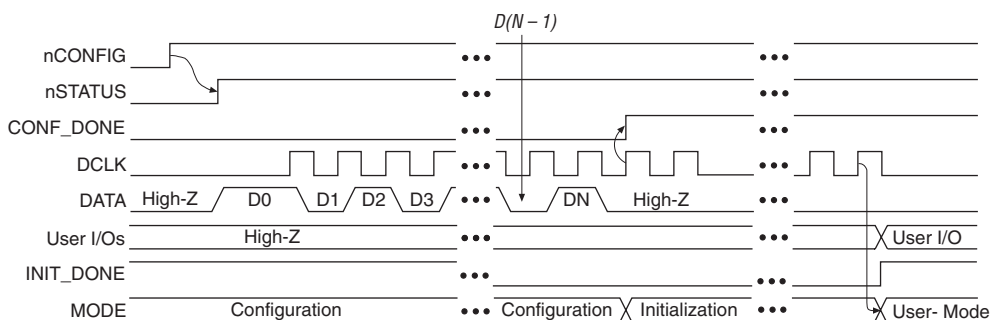 D(N – 1)
nCONFIG
nSTATUS
CONF_DONE
DCLK
DATA High-Z D0 D1 D2 D3 DN High-Z
User I/Os High-Z User I/O
INIT_DONE
MODE Configuration Configuration Initialization User- Mode